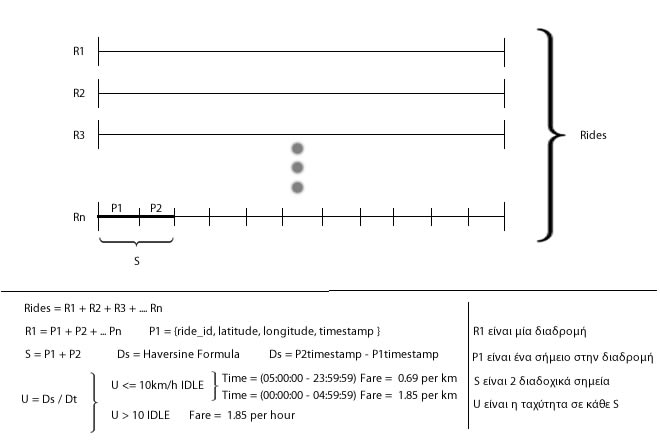 R1
R2
R3
Rides
P1 P2
Rn
S
Rides = R1 + R2 + R3 + .... Rn
R1 = P1 + P2 + ... Pn P1 = {ride_id, latitude, longitude, timestamp }
S = P1 + P2 Ds = Haversine Formula Ds = P2timestamp - P1timestamp
U = Ds / Dt
U <= 10km/h IDLE
Time = (05:00:00 - 23:59:59) Fare = 0.69 per km
Time = (00:00:00 - 04:59:59) Fare = 1.85 per km
U > 10 IDLE Fare = 1.85 per hour
R1 είναι μία διαδρομή
P1 είναι ένα σήμειο στην διαδρομή
S είναι 2 διαδοχικά σημεία
U είναι η ταχύτητα σε κάθε S